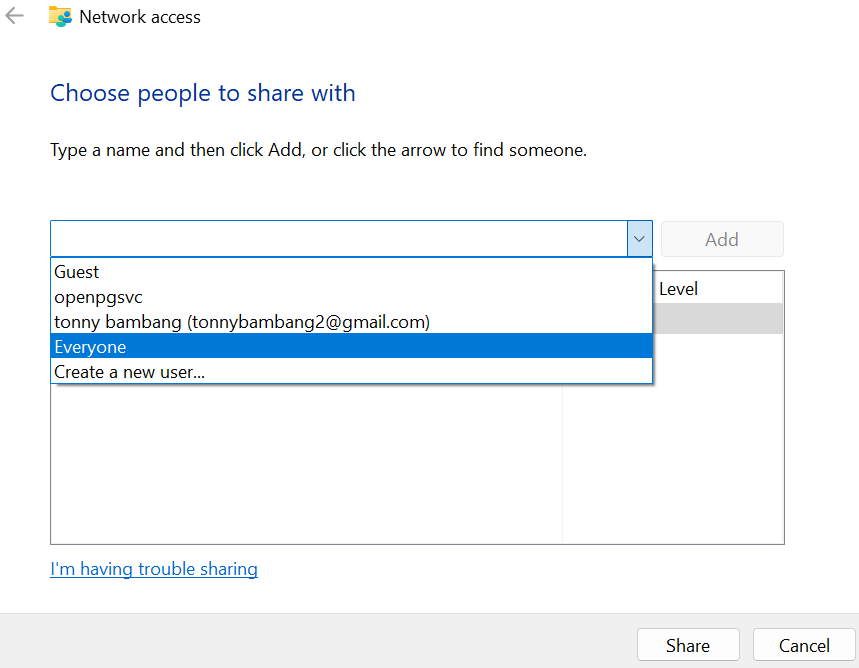 Network access
Choose people to share with
Type a name and then click Add, or click the arrow to find someone.
Add
Guest
openpgsvc
tonny bambang (tonnybambang2@gmail.com)
Everyone
Create a new user...
Level
I'm having trouble sharing
Share
Cancel